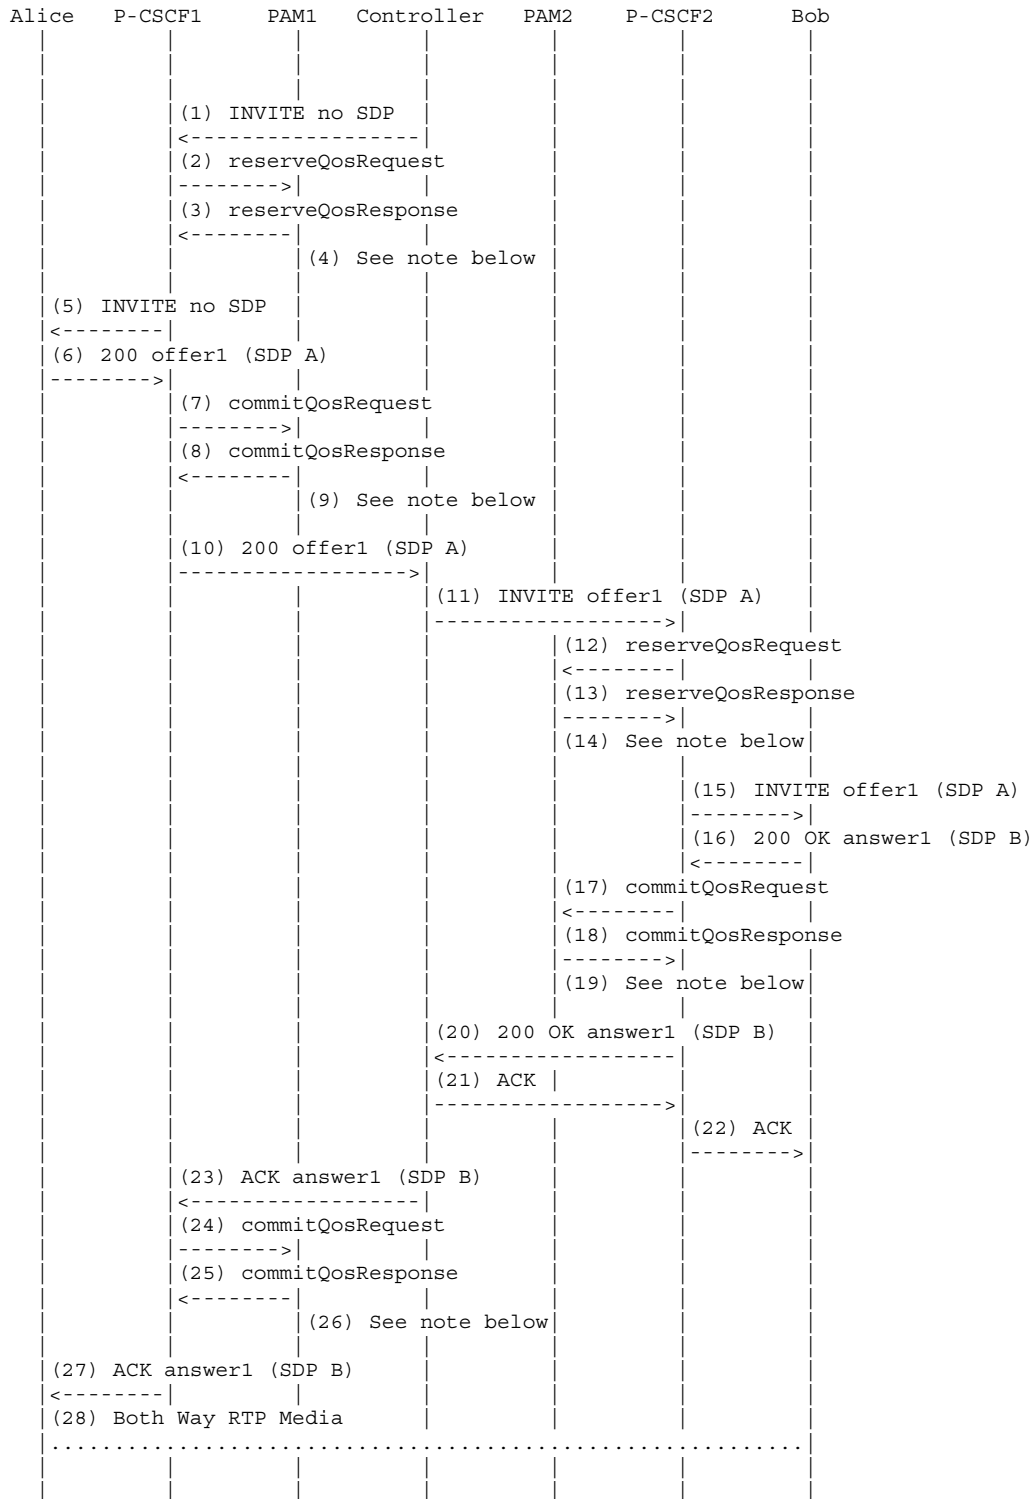 Alice P-CSCF1 PAM1 Controller PAM2 P-CSCF2 Bob
(1) INVITE no SDP
(2) reserveQosRequest
(3) reserveQosResponse
(4) See note below
(5) INVITE no SDP
(6) 200 offer1 (SDP A)
(7) commitQosRequest
(8) commitQosResponse
(9) See note below
(10) 200 offer1 (SDP A)
(11) INVITE offer1 (SDP A)
(12) reserveQosRequest
(13) reserveQosResponse
(14) See note below
(15) INVITE offer1 (SDP A)
(16) 200 OK answer1 (SDP B)
(17) commitQosRequest
(18) commitQosResponse
(19) See note below
(20) 200 OK answer1 (SDP B)
(21) ACK
(22) ACK
(23) ACK answer1 (SDP B)
(24) commitQosRequest
(25) commitQosResponse
(26) See note below
(27) ACK answer1 (SDP B)
(28) Both Way RTP Media